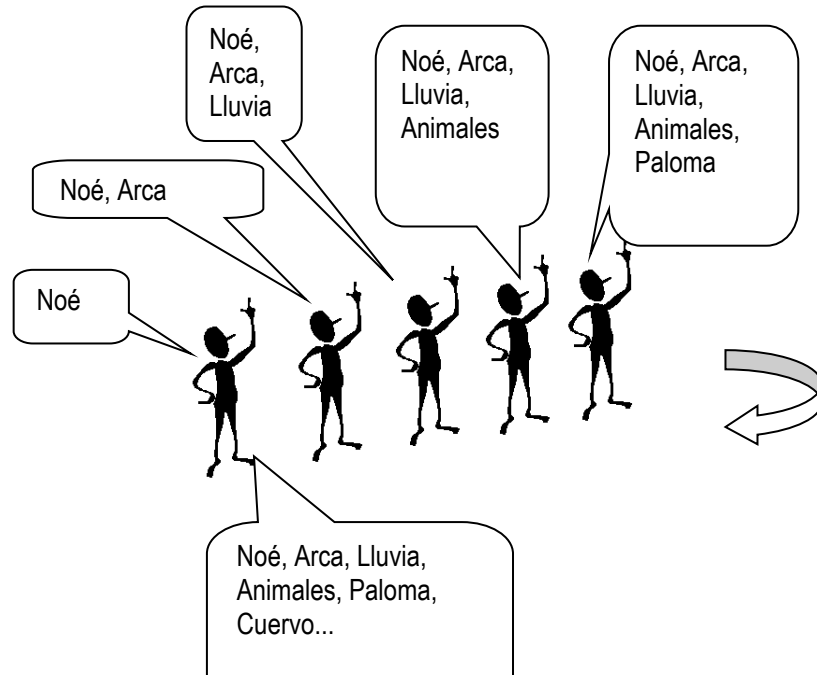 Noé
Noé, Arca
Noé,
Arca,
Lluvia
Noé, Arca,
Lluvia,
Animales
Noé, Arca,
Lluvia,
Animales,
Paloma
Noé, Arca, Lluvia,
Animales, Paloma,
Cuervo...